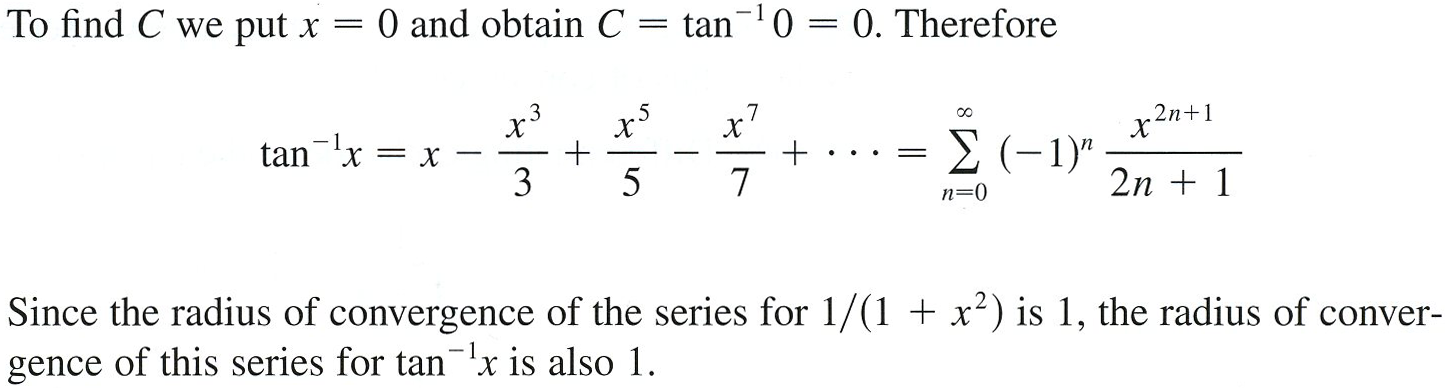 To find C we put x = 0 and obtain C = tan⁻¹0 = 0. Therefore
tan⁻¹x = x − x³/3 + x⁵/5 − x⁷/7 + ··· = ∑_{n=0}^{∞} (−1)ⁿ x^{2n+1}/(2n + 1)
Since the radius of convergence of the series for 1/(1 + x²) is 1, the radius of conver-
gence of this series for tan⁻¹x is also 1.